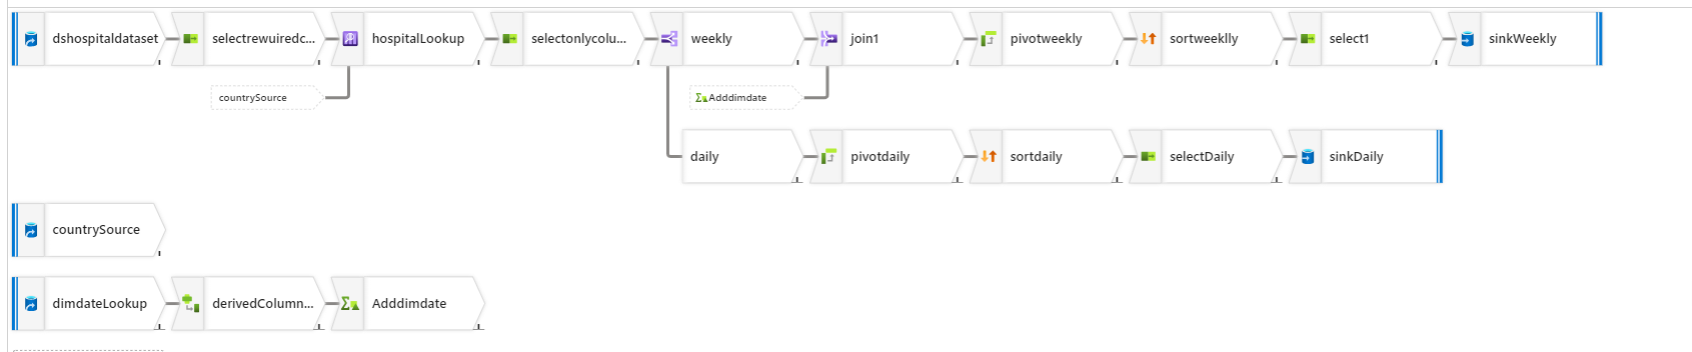 dshospitaldataset
selectrewuiredc...
hospitalLookup
selectonlycolu...
weekly
join1
pivotweekly
sortweeklly
select1
sinkWeekly
countrySource
Adddimdate
daily
pivotdaily
sortdaily
selectDaily
sinkDaily
countrySource
dimdateLookup
derivedColumn...
Adddimdate